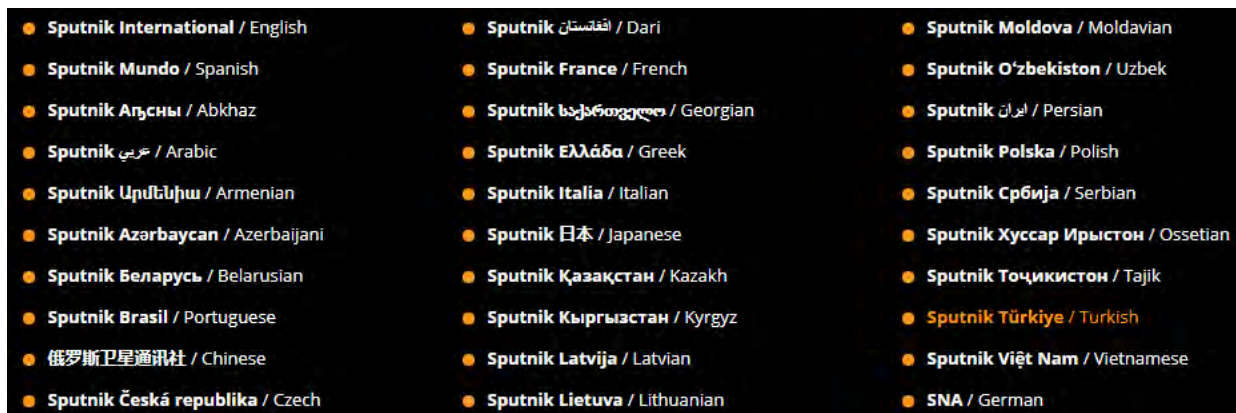 Sputnik International / English
Sputnik Mundo / Spanish
Sputnik Аҧсны / Abkhaz
Sputnik عربي / Arabic
Sputnik Արմենիա / Armenian
Sputnik Azərbaycan / Azerbaijani
Sputnik Беларусь / Belarusian
Sputnik Brasil / Portuguese
俄罗斯卫星通讯社 / Chinese
Sputnik Česká republika / Czech
Sputnik افغانستان / Dari
Sputnik France / French
Sputnik საქართველო / Georgian
Sputnik Ελλάδα / Greek
Sputnik Italia / Italian
Sputnik 日本 / Japanese
Sputnik Қазақстан / Kazakh
Sputnik Кыргызстан / Kyrgyz
Sputnik Latvija / Latvian
Sputnik Lietuva / Lithuanian
Sputnik Moldova / Moldavian
Sputnik Oʻzbekiston / Uzbek
Sputnik ایران / Persian
Sputnik Polska / Polish
Sputnik Србија / Serbian
Sputnik Хуссар Ирыстон / Ossetian
Sputnik Тоҷикистон / Tajik
Sputnik Türkiye / Turkish
Sputnik Việt Nam / Vietnamese
SNA / German